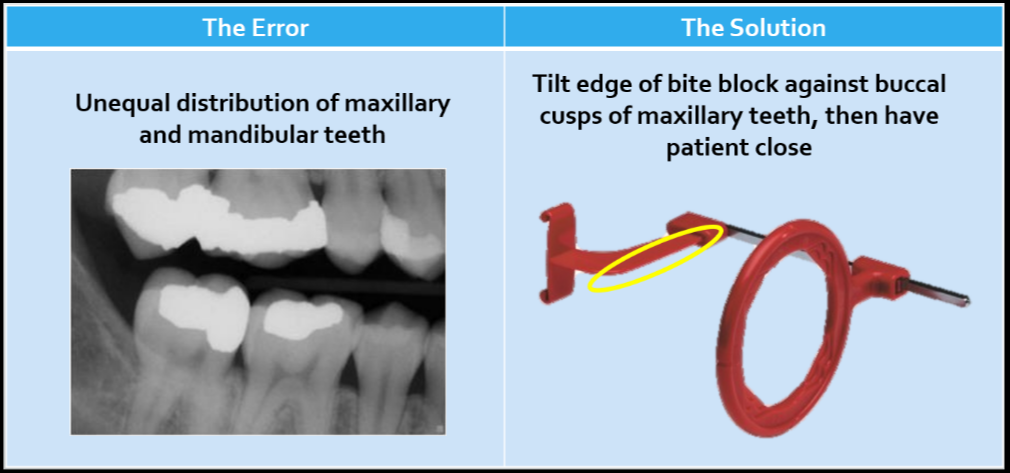 The Error
The Solution
Unequal distribution of maxillary
and mandibular teeth
Tilt edge of bite block against buccal
cusps of maxillary teeth, then have
patient close